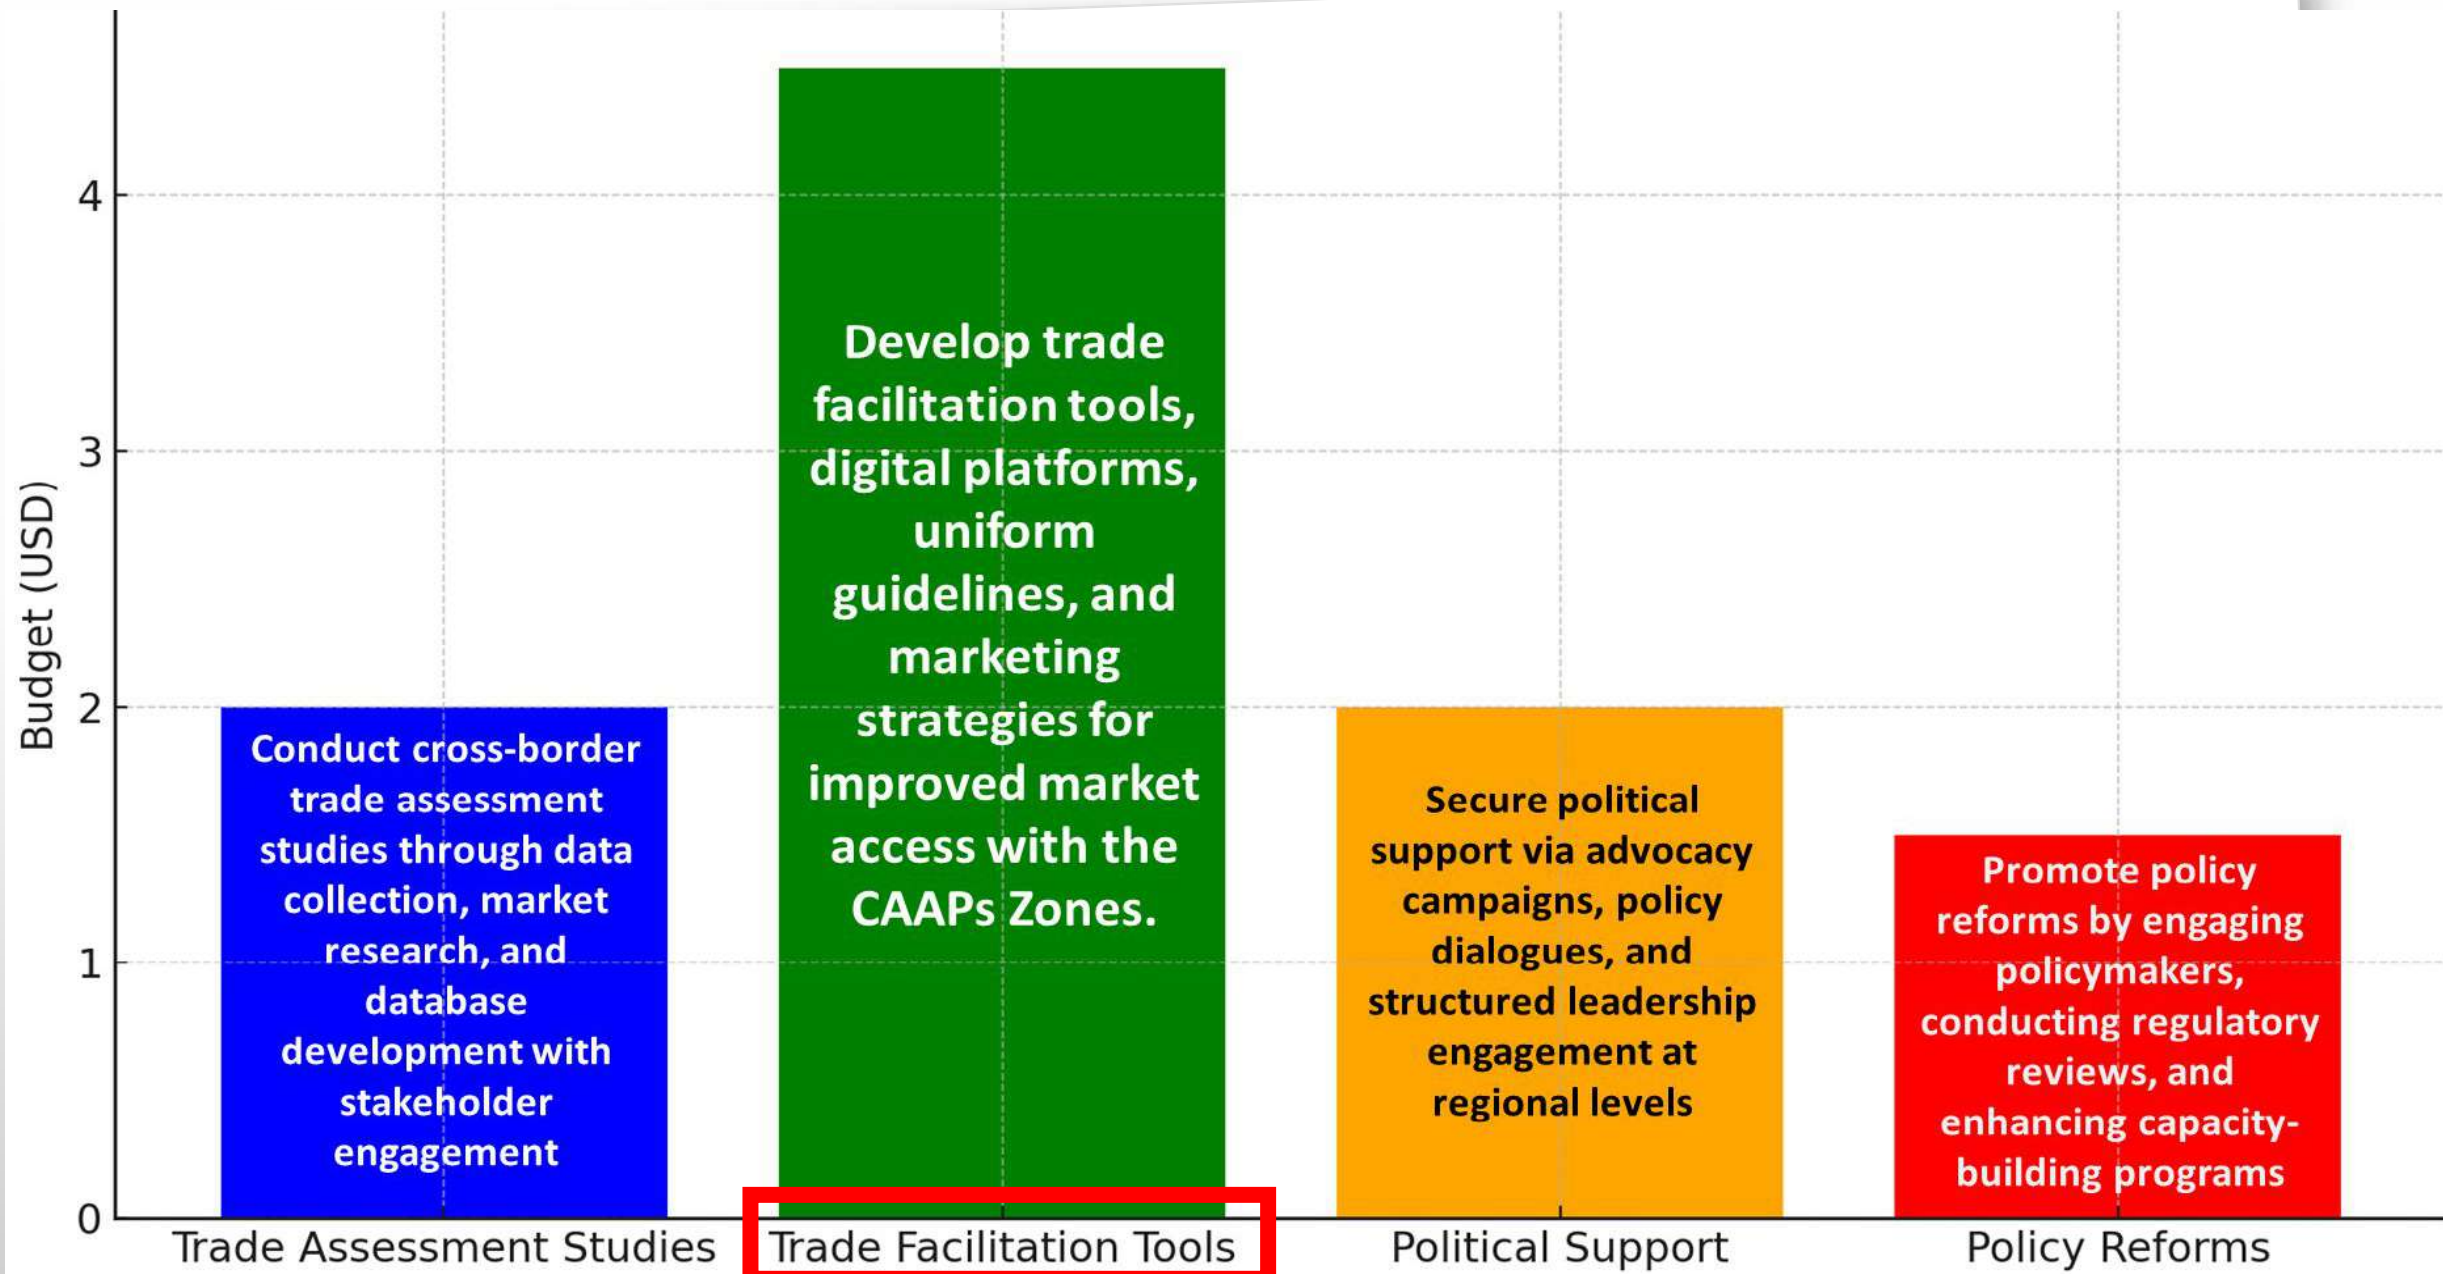 Budget (USD)
4
3
2
1
0
Conduct cross-border
trade assessment
studies through data
collection, market
research, and
database
development with
stakeholder
engagement
Develop trade
facilitation tools,
digital platforms,
uniform
guidelines, and
marketing
strategies for
improved market
access with the
CAAPs Zones.
Secure political
support via advocacy
campaigns, policy
dialogues, and
structured leadership
engagement at
regional levels
Promote policy
reforms by engaging
policymakers,
conducting regulatory
reviews, and
enhancing capacity-
building programs
Trade Assessment Studies
Trade Facilitation Tools
Political Support
Policy Reforms